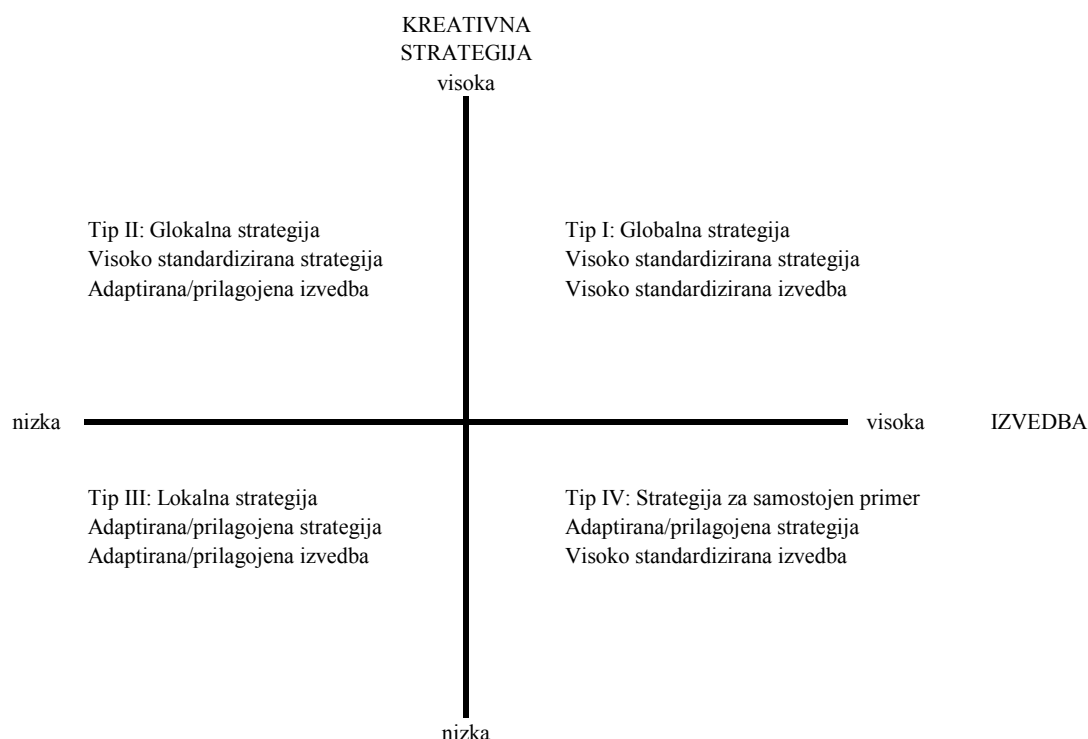 KREATIVNA
STRATEGIJA
visoka
Tip II: Glokalna strategija
Visoko standardizirana strategija
Adaptirana/prilagojena izvedba
Tip I: Globalna strategija
Visoko standardizirana strategija
Visoko standardizirana izvedba
nizka
visoka
IZVEDBA
Tip III: Lokalna strategija
Adaptirana/prilagojena strategija
Adaptirana/prilagojena izvedba
Tip IV: Strategija za samostojen primer
Adaptirana/prilagojena strategija
Visoko standardizirana izvedba
nizka